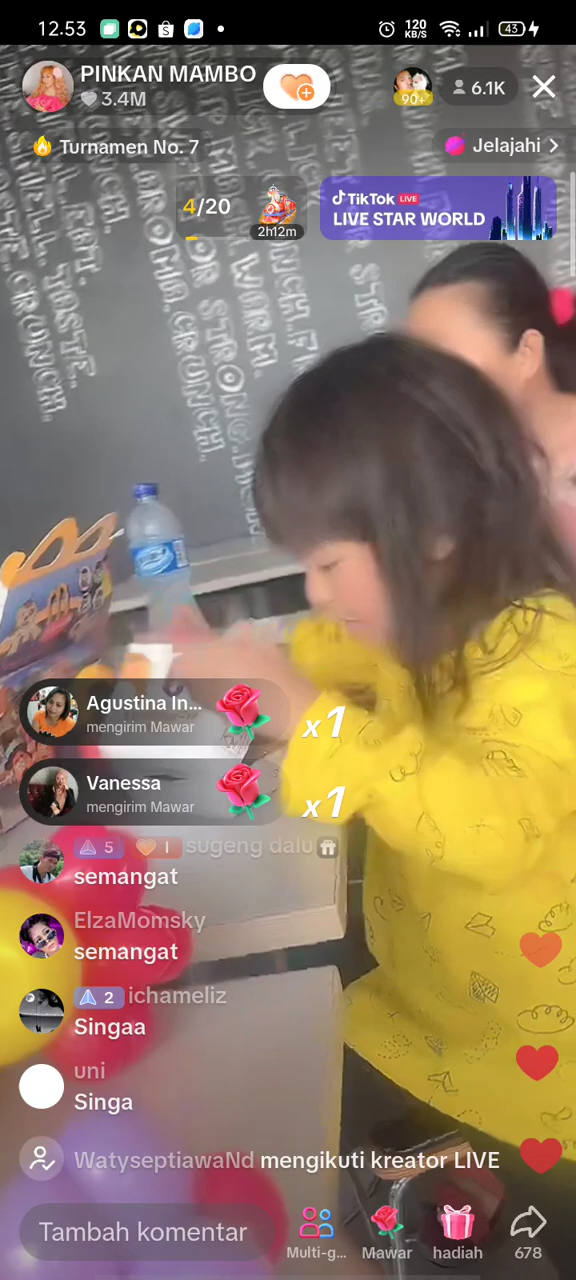 12.53
120
KB/S
43
PINKAN MAMBO
3.4M
90+
6.1K
Turnamen No. 7
Jelajahi
4/20
2h12m
TikTok LIVE
LIVE STAR WORLD
Agustina In...
mengirim Mawar
x1
Vanessa
mengirim Mawar
x1
5
1
sugeng dalu
semangat
ElzaMomsky
semangat
2
ichameliz
Singaa
uni
Singa
WatyseptiawaNd mengikuti kreator LIVE
Tambah komentar
Multi-g...
Mawar
hadiah
678